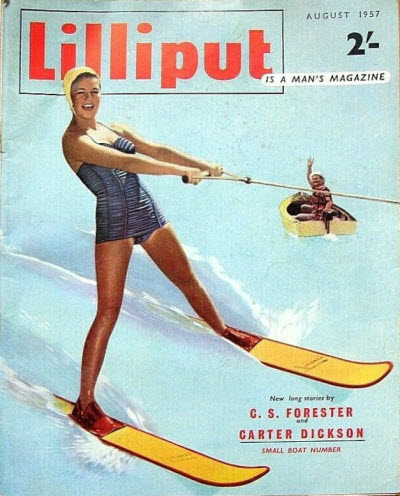 AUGUST 1957
Lilliput
2/-
IS A MAN'S MAGAZINE
New long stories by
C. S. FORESTER
and
CARTER DICKSON
SMALL BOAT NUMBER